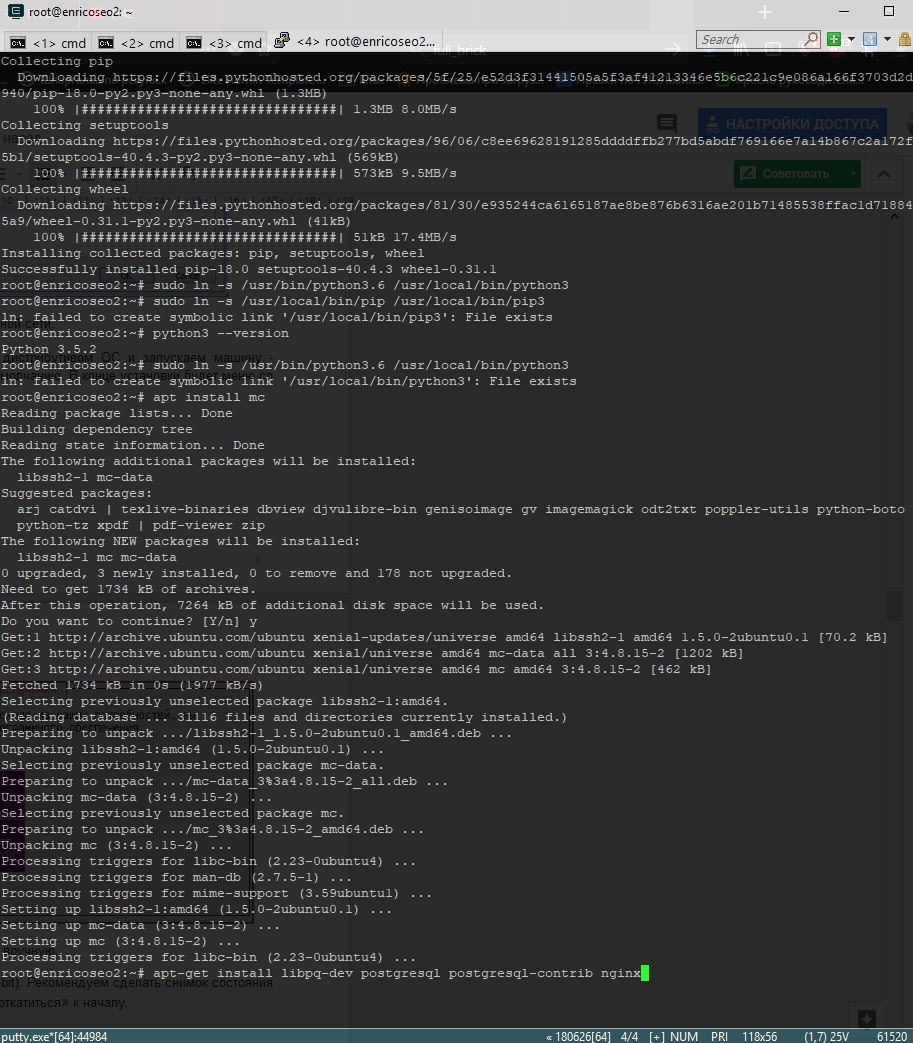 root@enricoseo2: ~
<1> cmd <2> cmd <3> cmd <4> root@enricoseo2... Search
Collecting pip
Downloading https://files.pythonhosted.org/packages/5f/25/e52d3f31441505a5f3af41213346e5b6c221c9e086a166f3703d2d
940/pip-18.0-py2.py3-none-any.whl (1.3MB)
100% |################################| 1.3MB 8.0MB/s
Collecting setuptools
НАСТРОЙКИ ДОСТУПА
Downloading https://files.pythonhosted.org/packages/96/06/c8ee69628191285ddddffb277bd5abdf769166e7a14b867c2a172f
5b1/setuptools-40.4.3-py2.py3-none-any.whl (569kB)
100% |################################| 573kB 9.5MB/s
Советовать
Collecting wheel
Downloading https://files.pythonhosted.org/packages/81/30/e935244ca6165187ae8be876b6316ae201b71485538ffac1d71884
5a9/wheel-0.31.1-py2.py3-none-any.whl (41kB)
100% |################################| 51kB 17.4MB/s
Installing collected packages: pip, setuptools, wheel
Successfully installed pip-18.0 setuptools-40.4.3 wheel-0.31.1
root@enricoseo2:~# sudo ln -s /usr/bin/python3.6 /usr/local/bin/python3
root@enricoseo2:~# sudo ln -s /usr/local/bin/pip /usr/local/bin/pip3
ln: failed to create symbolic link '/usr/local/bin/pip3': File exists
root@enricoseo2:~# python3 --version
Python 3.5.2
root@enricoseo2:~# sudo ln -s /usr/bin/python3.6 /usr/local/bin/python3
ln: failed to create symbolic link '/usr/local/bin/python3': File exists
root@enricoseo2:~# apt install mc
Reading package lists... Done
Building dependency tree
Reading state information... Done
The following additional packages will be installed:
libssh2-1 mc-data
Suggested packages:
arj catdvi | texlive-binaries dbview djvulibre-bin genisoimage gv imagemagick odt2txt poppler-utils python-boto
python-tz xpdf | pdf-viewer zip
The following NEW packages will be installed:
libssh2-1 mc mc-data
0 upgraded, 3 newly installed, 0 to remove and 178 not upgraded.
Need to get 1734 kB of archives.
After this operation, 7264 kB of additional disk space will be used.
Do you want to continue? [Y/n] y
Get:1 http://archive.ubuntu.com/ubuntu xenial-updates/universe amd64 libssh2-1 amd64 1.5.0-2ubuntu0.1 [70.2 kB]
Get:2 http://archive.ubuntu.com/ubuntu xenial/universe amd64 mc-data all 3:4.8.15-2 [1202 kB]
Get:3 http://archive.ubuntu.com/ubuntu xenial/universe amd64 mc amd64 3:4.8.15-2 [462 kB]
Fetched 1734 kB in 0s (1977 kB/s)
Selecting previously unselected package libssh2-1:amd64.
(Reading database ... 31116 files and directories currently installed.)
Preparing to unpack .../libssh2-1_1.5.0-2ubuntu0.1_amd64.deb ...
Unpacking libssh2-1:amd64 (1.5.0-2ubuntu0.1) ...
Selecting previously unselected package mc-data.
Preparing to unpack .../mc-data_3%3a4.8.15-2_all.deb ...
Unpacking mc-data (3:4.8.15-2) ...
Selecting previously unselected package mc.
Preparing to unpack .../mc_3%3a4.8.15-2_amd64.deb ...
Unpacking mc (3:4.8.15-2) ...
Processing triggers for libc-bin (2.23-0ubuntu4) ...
Processing triggers for man-db (2.7.5-1) ...
Processing triggers for mime-support (3.59ubuntu1) ...
Setting up libssh2-1:amd64 (1.5.0-2ubuntu0.1) ...
Setting up mc-data (3:4.8.15-2) ...
Setting up mc (3:4.8.15-2) ...
Processing triggers for libc-bin (2.23-0ubuntu4) ...
root@enricoseo2:~# apt-get install libpq-dev postgresql postgresql-contrib nginx
bit). Рекомендуем сделать снимок состояния
откатиться» к началу.
putty.exe*[64]:44984 « 180626[64] 4/4 [+] NUM PRI 118x56 (1,7) 25V 61520